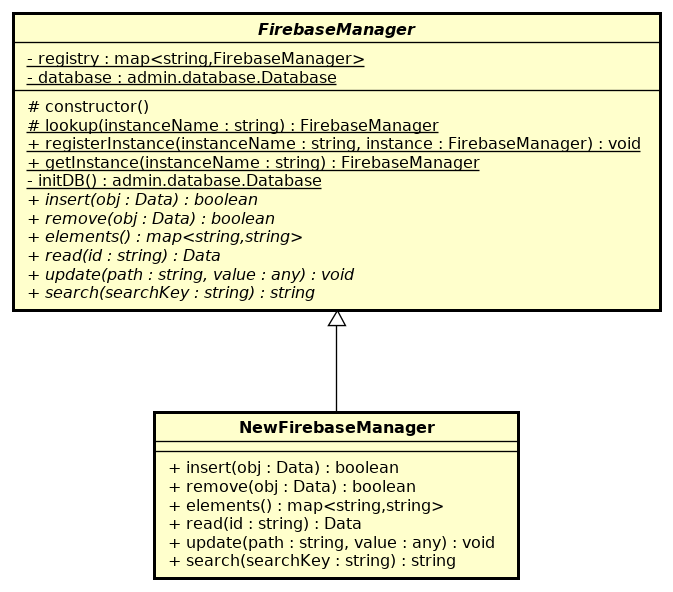 FirebaseManager
- registry : map<string,FirebaseManager>
- database : admin.database.Database
# constructor()
# lookup(instanceName : string) : FirebaseManager
+ registerInstance(instanceName : string, instance : FirebaseManager) : void
+ getInstance(instanceName : string) : FirebaseManager
- initDB() : admin.database.Database
+ insert(obj : Data) : boolean
+ remove(obj : Data) : boolean
+ elements() : map<string,string>
+ read(id : string) : Data
+ update(path : string, value : any) : void
+ search(searchKey : string) : string
NewFirebaseManager
+ insert(obj : Data) : boolean
+ remove(obj : Data) : boolean
+ elements() : map<string,string>
+ read(id : string) : Data
+ update(path : string, value : any) : void
+ search(searchKey : string) : string